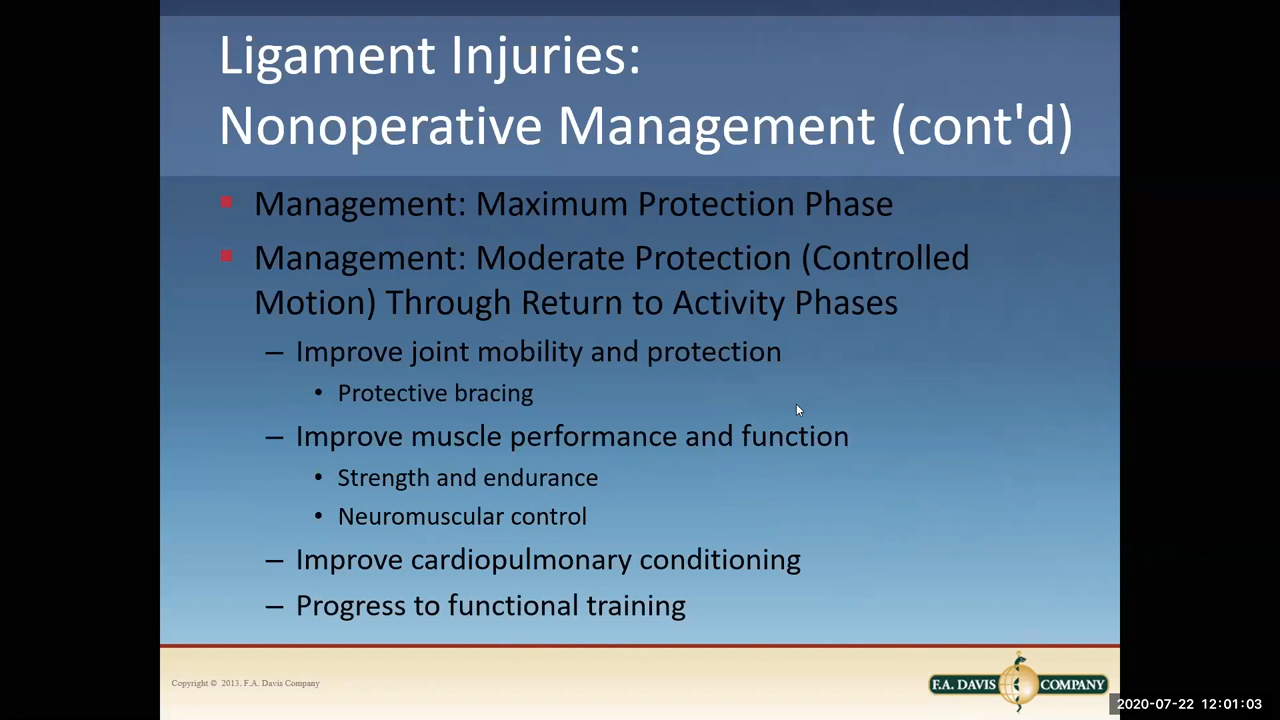 Ligament Injuries:
Nonoperative Management (cont'd)
Management: Maximum Protection Phase
Management: Moderate Protection (Controlled
Motion) Through Return to Activity Phases
– Improve joint mobility and protection
• Protective bracing
– Improve muscle performance and function
• Strength and endurance
• Neuromuscular control
– Improve cardiopulmonary conditioning
– Progress to functional training
Copyright © 2013. F.A. Davis Company
F.A. DAVIS COMPANY
2020-07-22 12:01:03